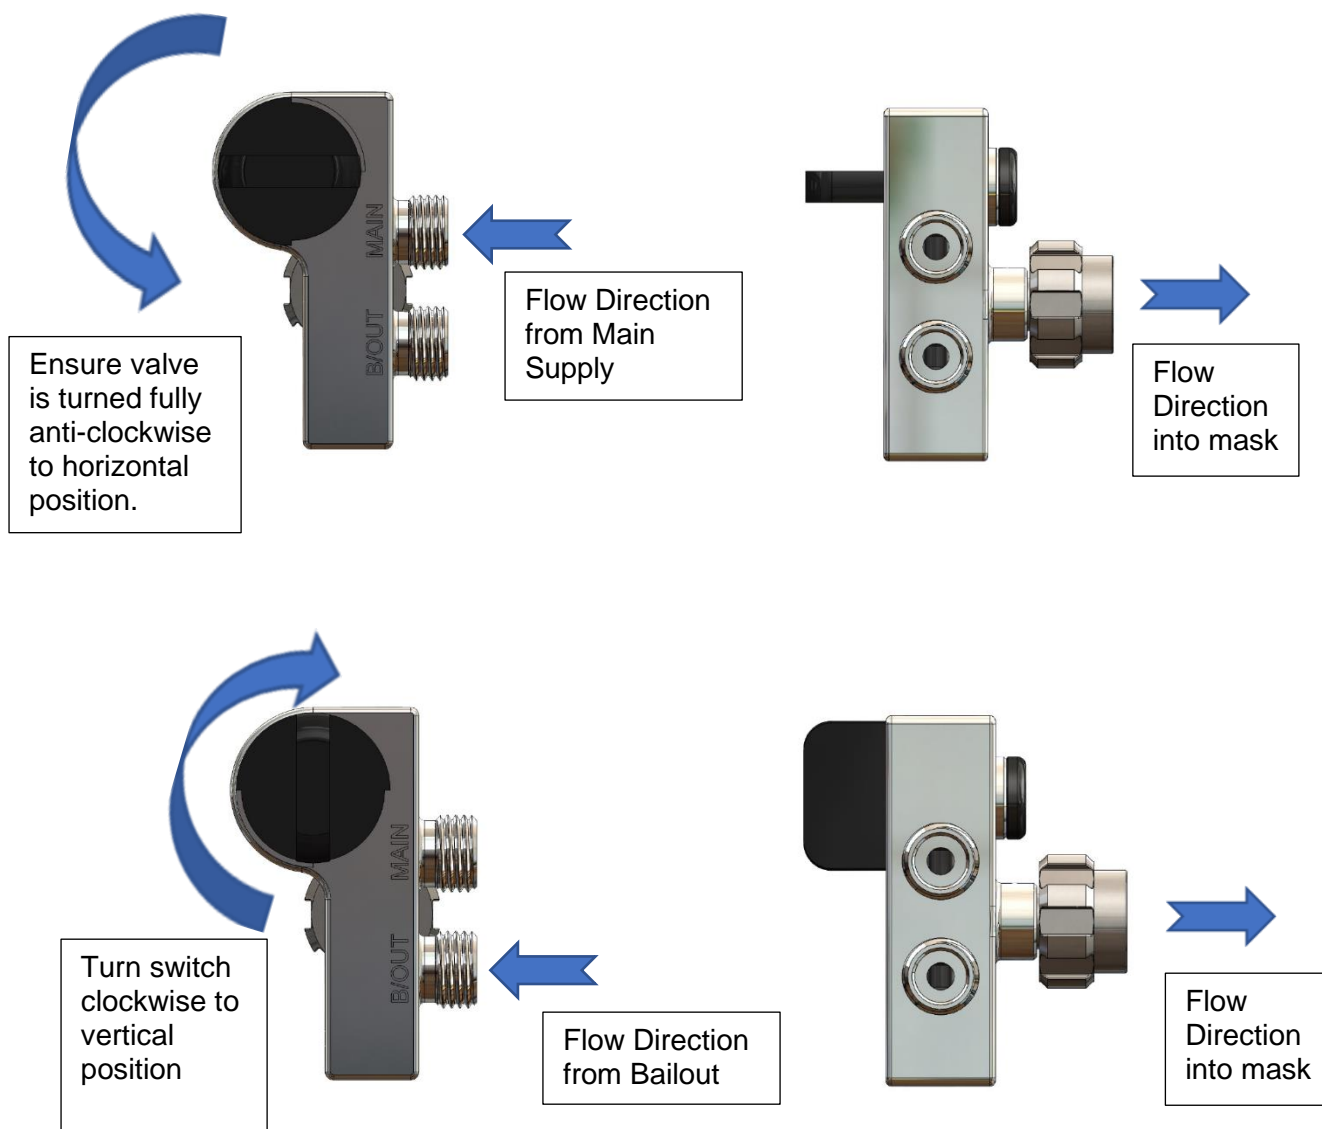 MAIN
B/OUT
Flow Direction
from Main
Supply
Ensure valve
is turned fully
anti-clockwise
to horizontal
position.
Flow
Direction
into mask
MAIN
B/OUT
Turn switch
clockwise to
vertical
position
Flow Direction
from Bailout
Flow
Direction
into mask